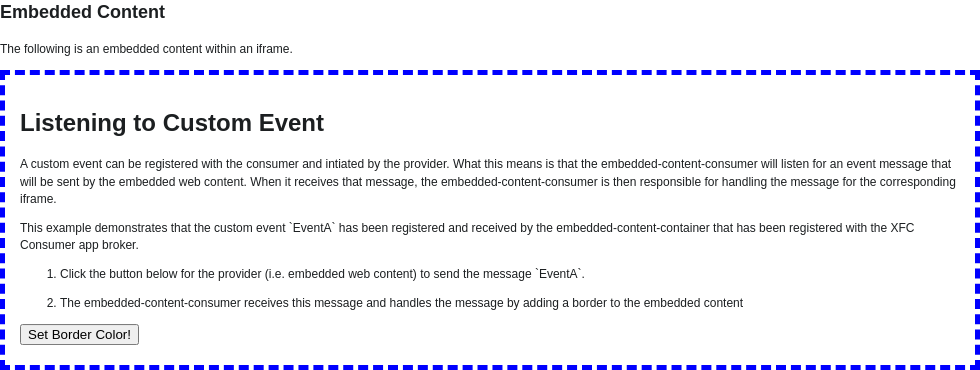 Embedded Content
The following is an embedded content within an iframe.
Listening to Custom Event
A custom event can be registered with the consumer and intiated by the provider. What this means is that the embedded-content-consumer will listen for an event message that
will be sent by the embedded web content. When it receives that message, the embedded-content-consumer is then responsible for handling the message for the corresponding
iframe.
This example demonstrates that the custom event `EventA` has been registered and received by the embedded-content-container that has been registered with the XFC
Consumer app broker.
1. Click the button below for the provider (i.e. embedded web content) to send the message `EventA`.
2. The embedded-content-consumer receives this message and handles the message by adding a border to the embedded content
Set Border Color!